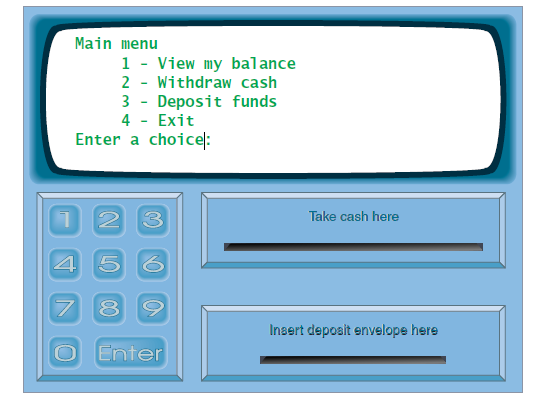 Main menu
1 - View my balance
2 - Withdraw cash
3 - Deposit funds
4 - Exit
Enter a choice:
1 2 3
4 5 6
7 8 9
0 Enter
Take cash here
Insert deposit envelope here